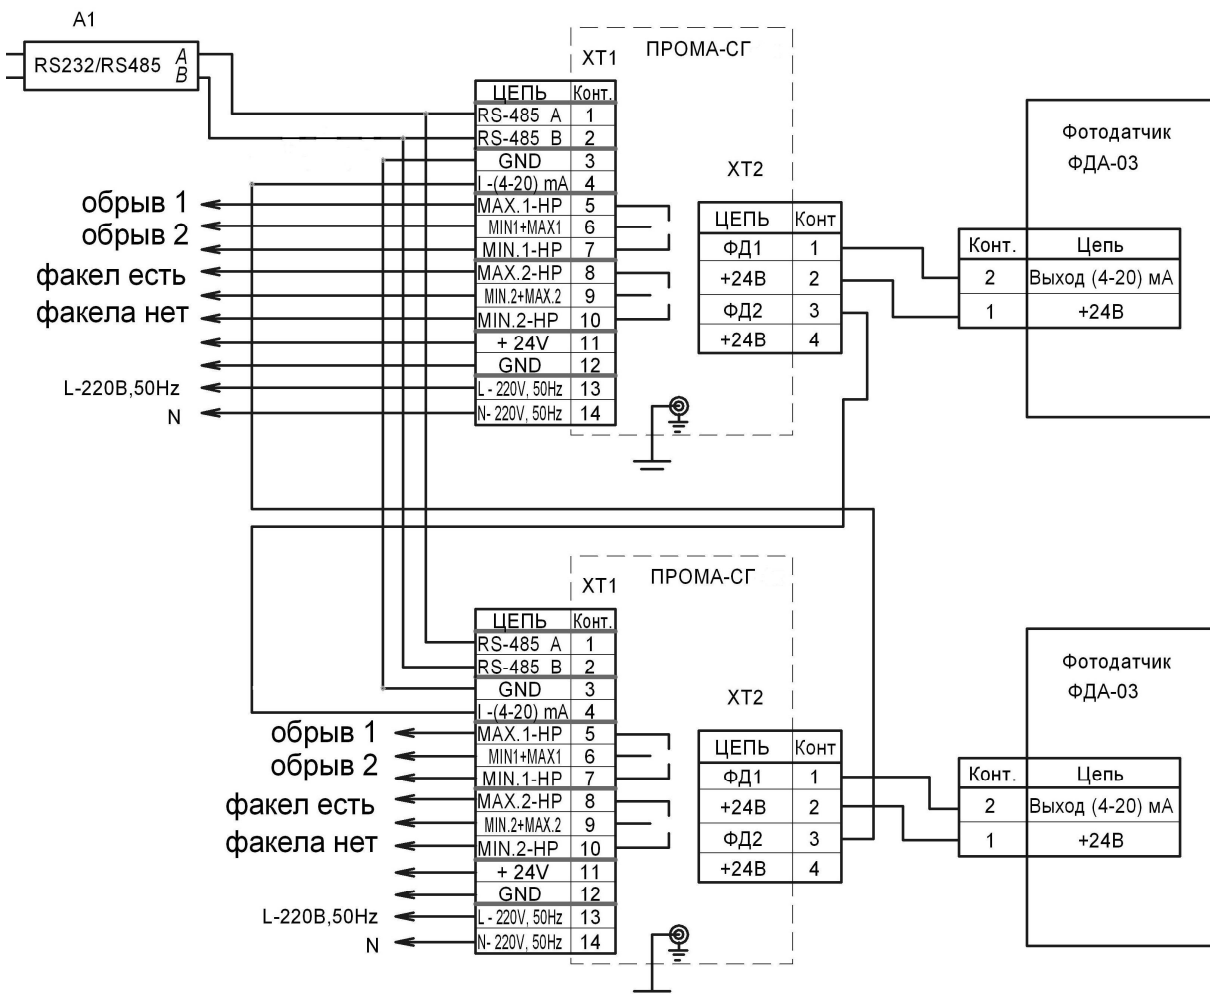 А1
RS232/RS485 A
B
ПРОМА-СГ
XT1
ЦЕПЬ Конт.
RS-485 A 1
RS-485 B 2
GND 3
I -(4-20) mA 4
MAX.1-HP 5
MIN1+MAX1 6
MIN.1-HP 7
MAX.2-HP 8
MIN.2+MAX.2 9
MIN.2-HP 10
+ 24V 11
GND 12
L - 220V, 50Hz 13
N- 220V, 50Hz 14
обрыв 1
обрыв 2
факел есть
факела нет
L-220В,50Hz
N
XT2
ЦЕПЬ Конт
ФД1 1
+24В 2
ФД2 3
+24В 4
Фотодатчик
ФДА-03
Конт. Цепь
2 Выход (4-20) мА
1 +24В
ПРОМА-СГ
XT1
ЦЕПЬ Конт.
RS-485 A 1
RS-485 B 2
GND 3
I -(4-20) mA 4
MAX.1-HP 5
MIN1+MAX1 6
MIN.1-HP 7
MAX.2-HP 8
MIN.2+MAX.2 9
MIN.2-HP 10
+ 24V 11
GND 12
L - 220V, 50Hz 13
N- 220V, 50Hz 14
обрыв 1
обрыв 2
факел есть
факела нет
L-220В,50Hz
N
XT2
ЦЕПЬ Конт
ФД1 1
+24В 2
ФД2 3
+24В 4
Фотодатчик
ФДА-03
Конт. Цепь
2 Выход (4-20) мА
1 +24В